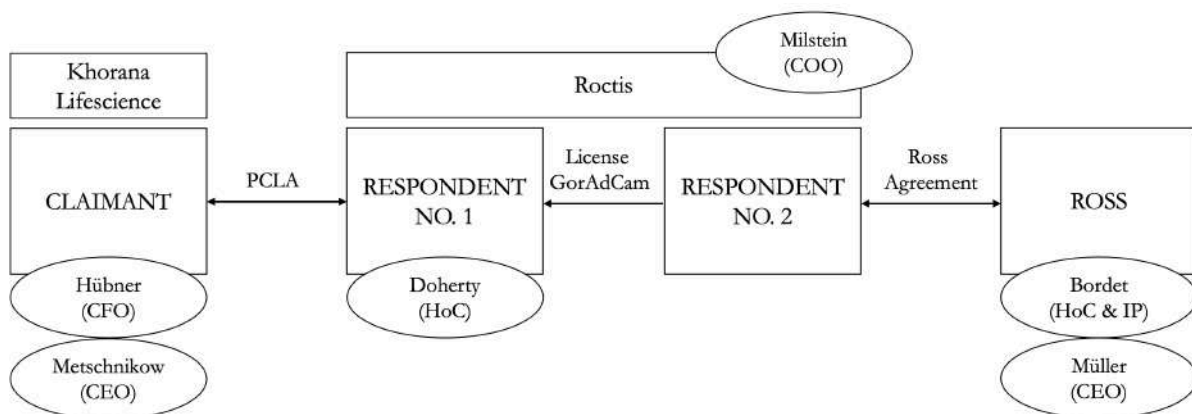 Milstein
(COO)
Khorana
Lifescience
Roctis
CLAIMANT
PCLA
RESPONDENT
NO. 1
License
GorAdCam
RESPONDENT
NO. 2
Ross
Agreement
ROSS
Hübner
(CFO)
Doherty
(HoC)
Bordet
(HoC & IP)
Metschnikow
(CEO)
Müller
(CEO)